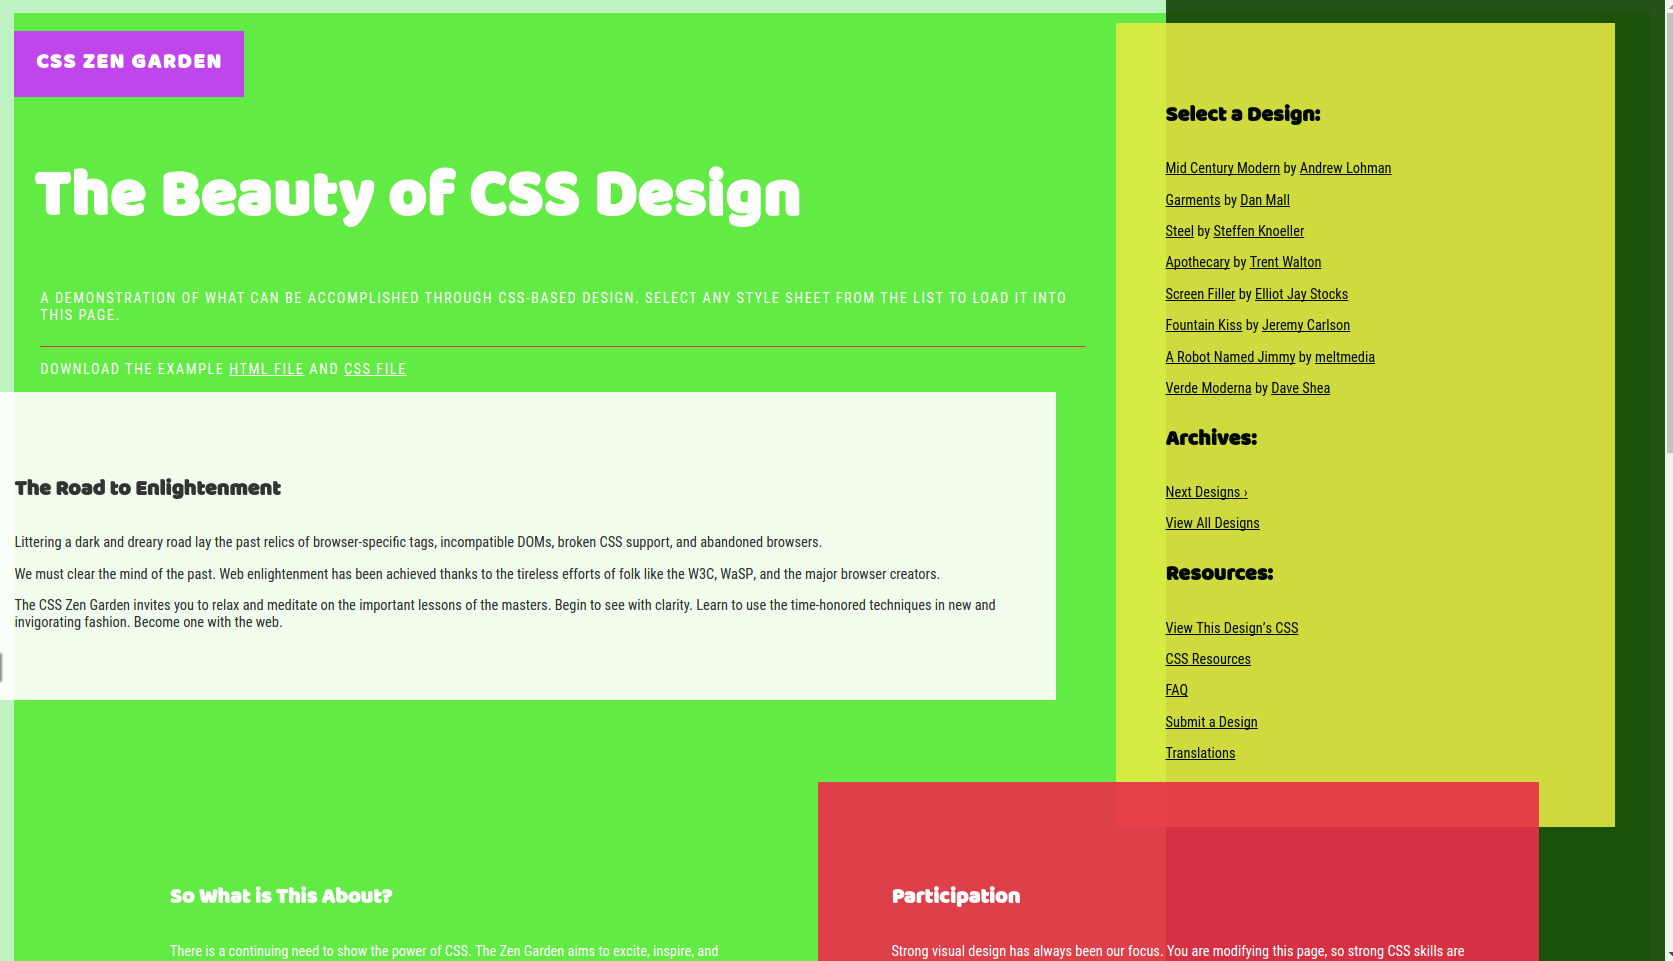 CSS ZEN GARDEN
The Beauty of CSS Design
A DEMONSTRATION OF WHAT CAN BE ACCOMPLISHED THROUGH CSS-BASED DESIGN. SELECT ANY STYLE SHEET FROM THE LIST TO LOAD IT INTO
THIS PAGE.
DOWNLOAD THE EXAMPLE HTML FILE AND CSS FILE
The Road to Enlightenment
Littering a dark and dreary road lay the past relics of browser-specific tags, incompatible DOMs, broken CSS support, and abandoned browsers.
We must clear the mind of the past. Web enlightenment has been achieved thanks to the tireless efforts of folk like the W3C, WaSP, and the major browser creators.
The CSS Zen Garden invites you to relax and meditate on the important lessons of the masters. Begin to see with clarity. Learn to use the time-honored techniques in new and
invigorating fashion. Become one with the web.
Select a Design:
Mid Century Modern by Andrew Lohman
Garments by Dan Mall
Steel by Steffen Knoeller
Apothecary by Trent Walton
Screen Filler by Elliot Jay Stocks
Fountain Kiss by Jeremy Carlson
A Robot Named Jimmy by meltmedia
Verde Moderna by Dave Shea
Archives:
Next Designs ›
View All Designs
Resources:
View This Design’s CSS
CSS Resources
FAQ
Submit a Design
Translations
So What is This About?
There is a continuing need to show the power of CSS. The Zen Garden aims to excite, inspire, and
Participation
Strong visual design has always been our focus. You are modifying this page, so strong CSS skills are